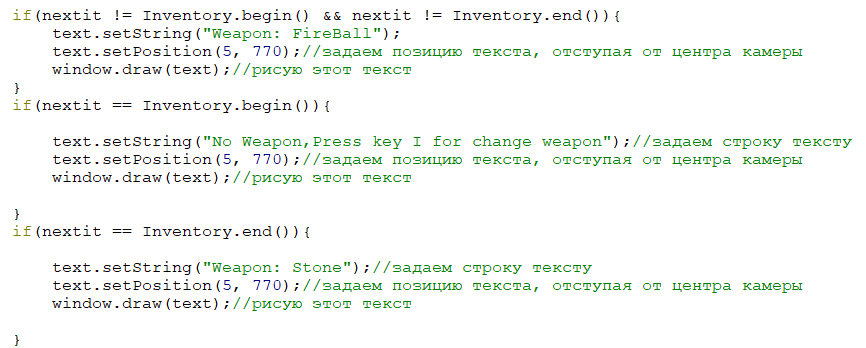 if(nextit != Inventory.begin() && nextit != Inventory.end()){
    text.setString("Weapon: FireBall");
    text.setPosition(5, 770);//задаем позицию текста, отступая от центра камеры
    window.draw(text);//рисую этот текст
}
if(nextit == Inventory.begin()){
    text.setString("No Weapon,Press key I for change weapon");//задаем строку тексту
    text.setPosition(5, 770);//задаем позицию текста, отступая от центра камеры
    window.draw(text);//рисую этот текст
}
if(nextit == Inventory.end()){
    text.setString("Weapon: Stone");//задаем строку тексту
    text.setPosition(5, 770);//задаем позицию текста, отступая от центра камеры
    window.draw(text);//рисую этот текст
}